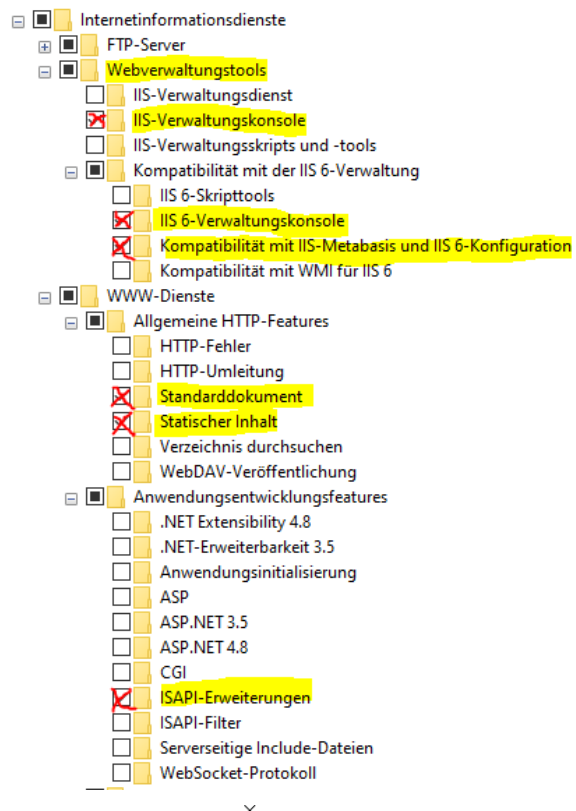 Internetinformationsdienste
FTP-Server
Webverwaltungstools
IIS-Verwaltungsdienst
IIS-Verwaltungskonsole
IIS-Verwaltungsskripts und -tools
Kompatibilität mit der IIS 6-Verwaltung
IIS 6-Skripttools
IIS 6-Verwaltungskonsole
Kompatibilität mit IIS-Metabasis und IIS 6-Konfiguration
Kompatibilität mit WMI für IIS 6
WWW-Dienste
Allgemeine HTTP-Features
HTTP-Fehler
HTTP-Umleitung
Standarddokument
Statischer Inhalt
Verzeichnis durchsuchen
WebDAV-Veröffentlichung
Anwendungsentwicklungsfeatures
.NET Extensibility 4.8
.NET-Erweiterbarkeit 3.5
Anwendungsinitialisierung
ASP
ASP.NET 3.5
ASP.NET 4.8
CGI
ISAPI-Erweiterungen
ISAPI-Filter
Serverseitige Include-Dateien
WebSocket-Protokoll